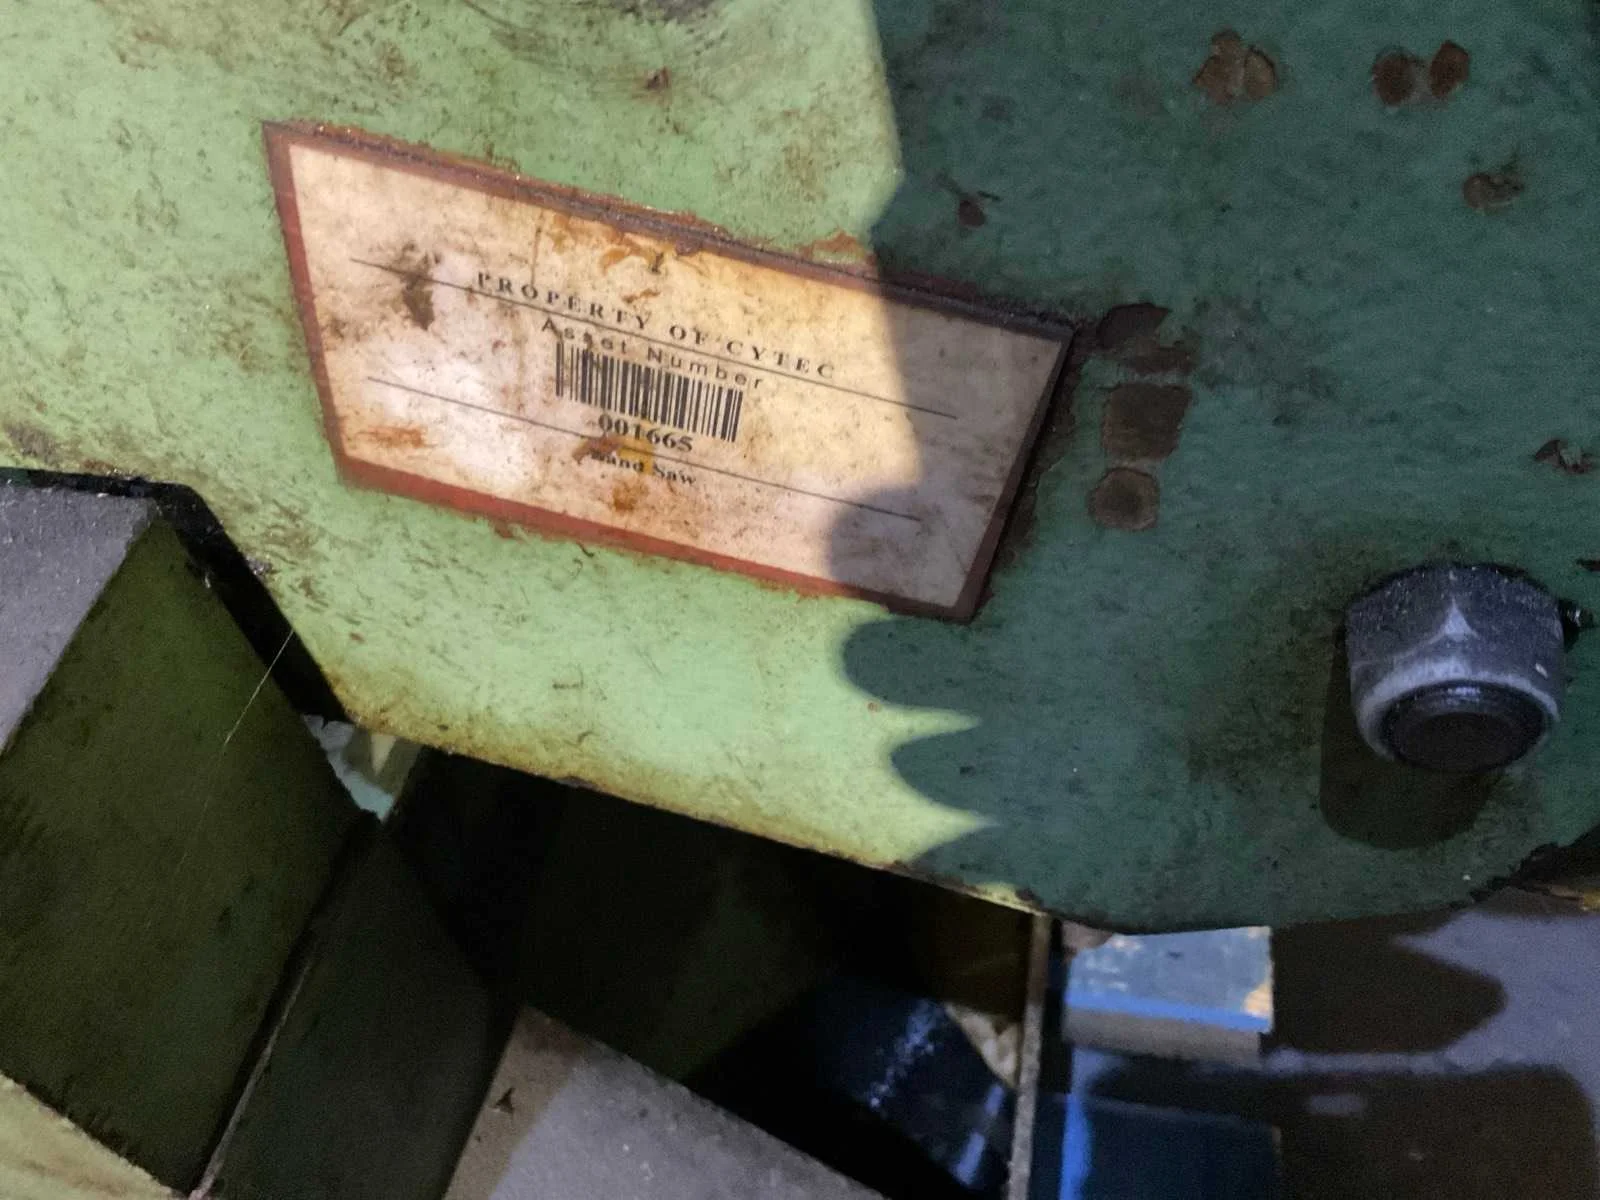 PROPERTY OF CYTEC
Asset Number
001665
Band Saw